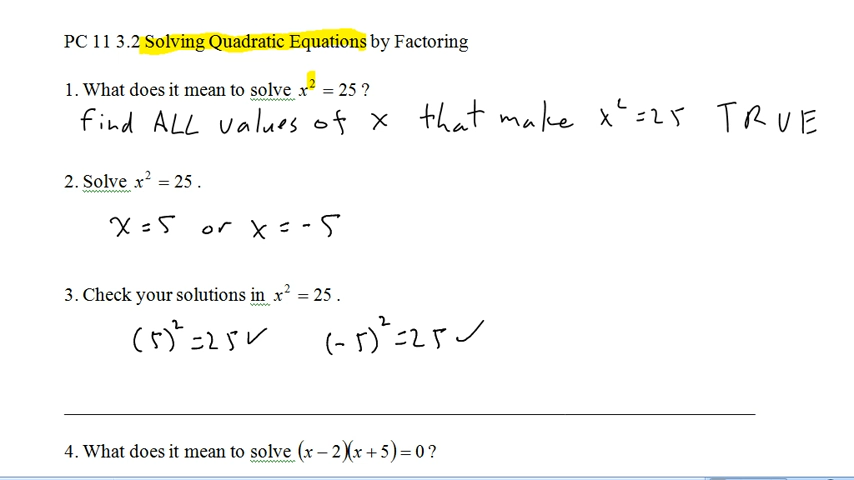 PC 11 3.2 Solving Quadratic Equations by Factoring
1. What does it mean to solve x² = 25 ?
find ALL values of x that make x² = 25 TRUE
2. Solve x² = 25 .
x = 5 or x = - 5
3. Check your solutions in x² = 25 .
(5)² = 25 ✓ (- 5)² = 25 ✓
4. What does it mean to solve (x – 2)(x + 5) = 0 ?